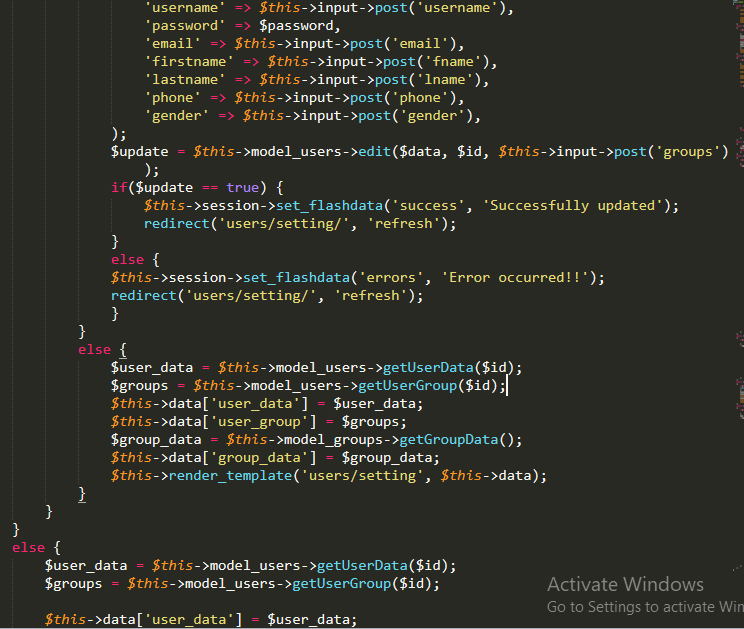 'username' => $this->input->post('username'),
'password' => $password,
'email' => $this->input->post('email'),
'firstname' => $this->input->post('fname'),
'lastname' => $this->input->post('lname'),
'phone' => $this->input->post('phone'),
'gender' => $this->input->post('gender'),
);
$update = $this->model_users->edit($data, $id, $this->input->post('groups')
);
if($update == true) {
$this->session->set_flashdata('success', 'Successfully updated');
redirect('users/setting/', 'refresh');
}
else {
$this->session->set_flashdata('errors', 'Error occurred!!');
redirect('users/setting/', 'refresh');
}
}
else {
$user_data = $this->model_users->getUserData($id);
$groups = $this->model_users->getUserGroup($id);
$this->data['user_data'] = $user_data;
$this->data['user_group'] = $groups;
$group_data = $this->model_groups->getGroupData();
$this->data['group_data'] = $group_data;
$this->render_template('users/setting', $this->data);
}
}
}
else {
$user_data = $this->model_users->getUserData($id);
$groups = $this->model_users->getUserGroup($id);
Activate Windows
Go to Settings to activate Win
$this->data['user_data'] = $user_data;